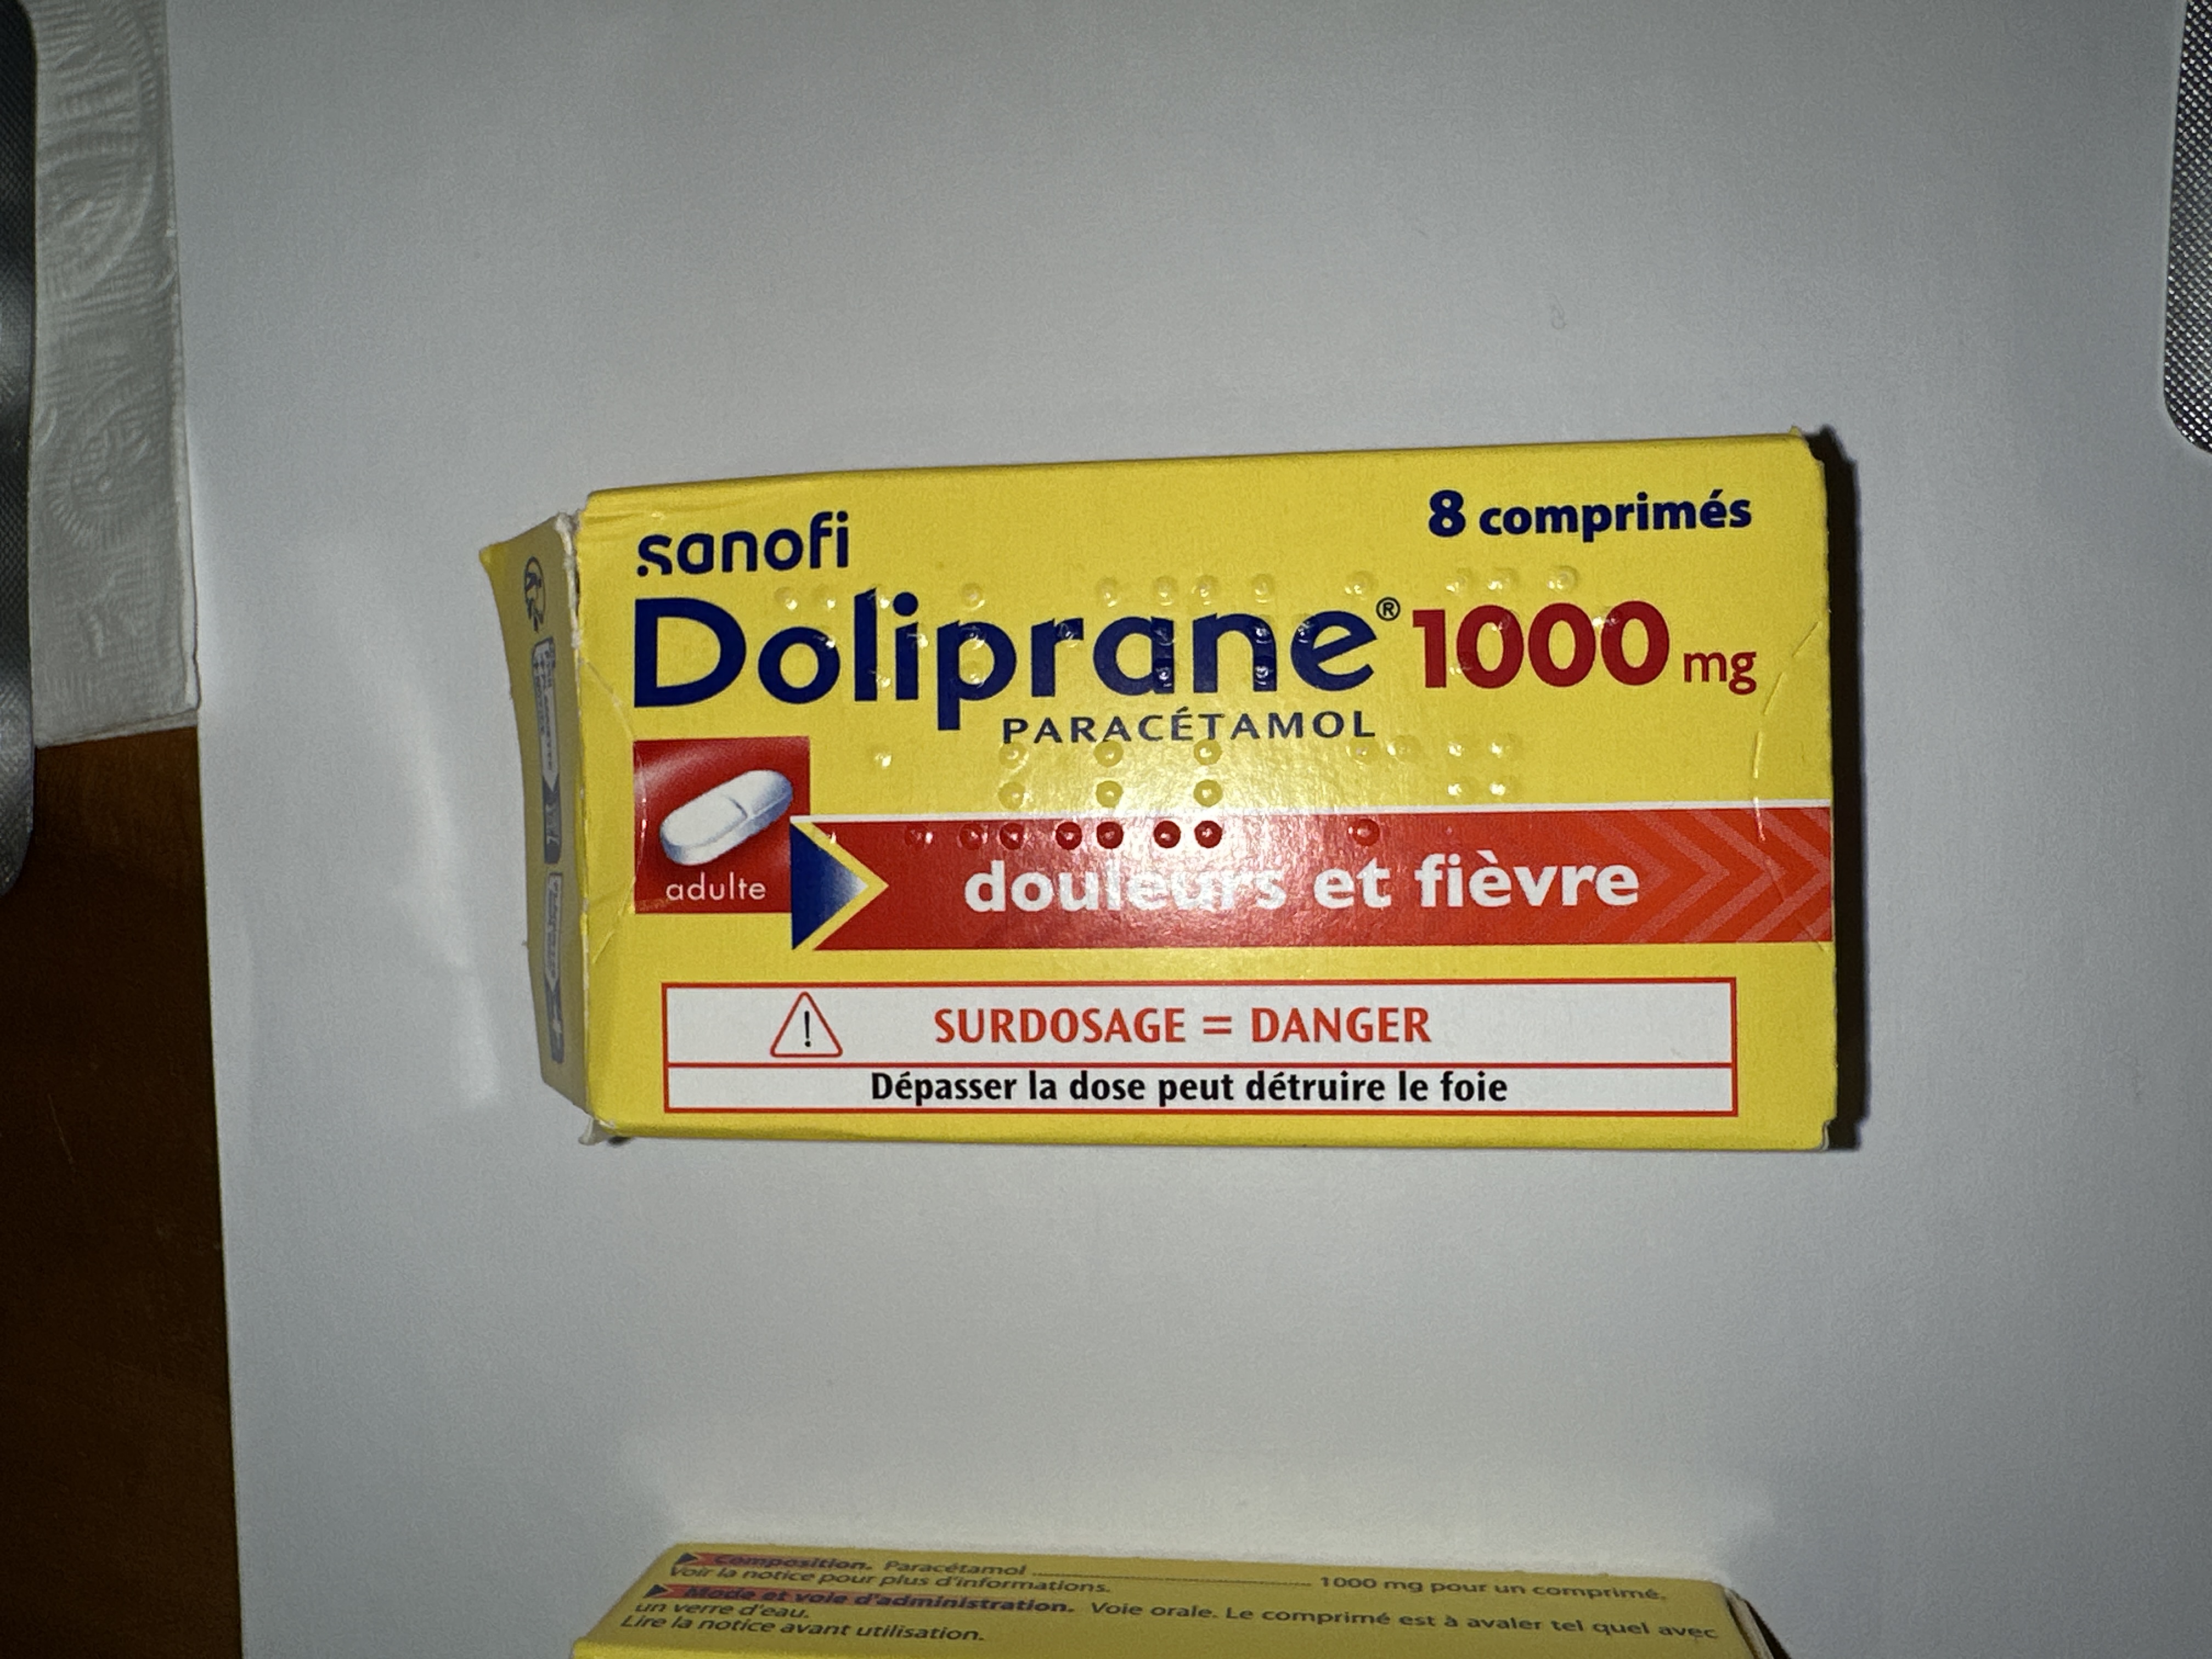 8 comprimés
sanofi
Doliprane® 1000 mg
PARACÉTAMOL
adulte
douleurs et fièvre
! SURDOSAGE = DANGER
Dépasser la dose peut détruire le foie
Composition. Paracétamol 1000 mg pour un comprimé.
Voir la notice pour plus d'informations.
Mode et voie d'administration. Voie orale. Le comprimé est à avaler tel quel avec
un verre d'eau.
Lire la notice avant utilisation.